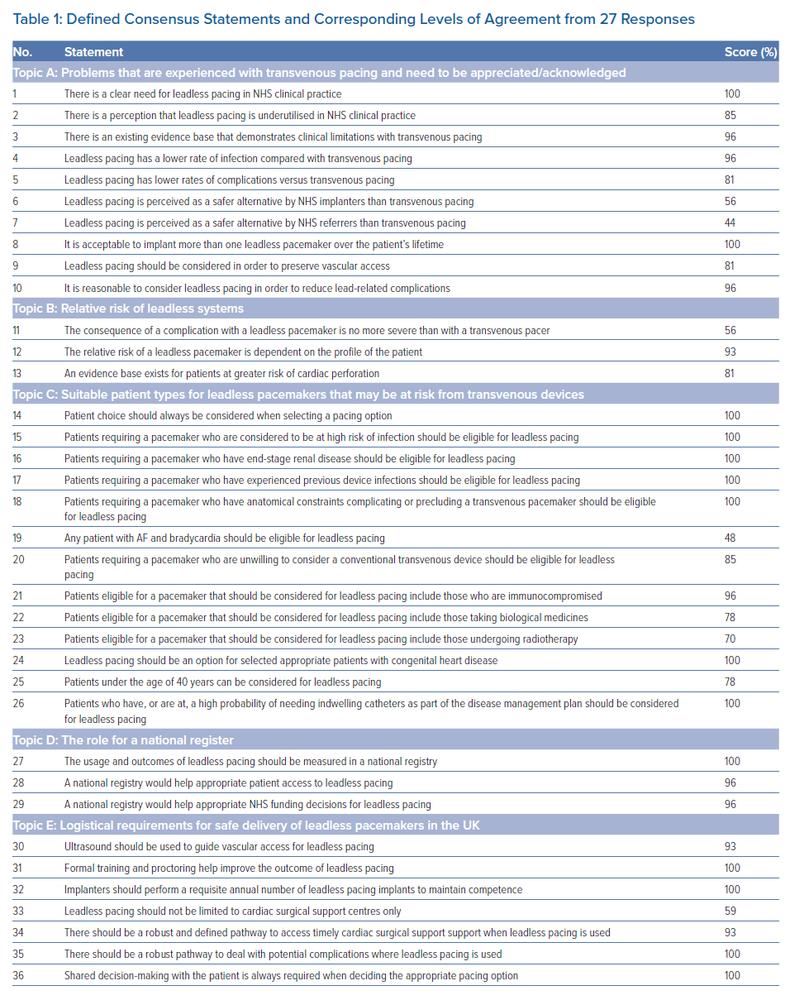 Table 1: Defined Consensus Statements and Corresponding Levels of Agreement from 27 Responses
No. Statement Score (%)
Topic A: Problems that are experienced with transvenous pacing and need to be appreciated/acknowledged
1 There is a clear need for leadless pacing in NHS clinical practice 100
2 There is a perception that leadless pacing is underutilised in NHS clinical practice 85
3 There is an existing evidence base that demonstrates clinical limitations with transvenous pacing 96
4 Leadless pacing has a lower rate of infection compared with transvenous pacing 96
5 Leadless pacing has lower rates of complications versus transvenous pacing 81
6 Leadless pacing is perceived as a safer alternative by NHS implanters than transvenous pacing 56
7 Leadless pacing is perceived as a safer alternative by NHS referrers than transvenous pacing 44
8 It is acceptable to implant more than one leadless pacemaker over the patient's lifetime 100
9 Leadless pacing should be considered in order to preserve vascular access 81
10 It is reasonable to consider leadless pacing in order to reduce lead-related complications 96
Topic B: Relative risk of leadless systems
11 The consequence of a complication with a leadless pacemaker is no more severe than with a transvenous pacer 56
12 The relative risk of a leadless pacemaker is dependent on the profile of the patient 93
13 An evidence base exists for patients at greater risk of cardiac perforation 81
Topic C: Suitable patient types for leadless pacemakers that may be at risk from transvenous devices
14 Patient choice should always be considered when selecting a pacing option 100
15 Patients requiring a pacemaker who are considered to be at high risk of infection should be eligible for leadless pacing 100
16 Patients requiring a pacemaker who have end-stage renal disease should be eligible for leadless pacing 100
17 Patients requiring a pacemaker who have experienced previous device infections should be eligible for leadless pacing 100
18 Patients requiring a pacemaker who have anatomical constraints complicating or precluding a transvenous pacemaker should be eligible 100
for leadless pacing
19 Any patient with AF and bradycardia should be eligible for leadless pacing 48
20 Patients requiring a pacemaker who are unwilling to consider a conventional transvenous device should be eligible for leadless 85
pacing
21 Patients eligible for a pacemaker that should be considered for leadless pacing include those who are immunocompromised 96
22 Patients eligible for a pacemaker that should be considered for leadless pacing include those taking biological medicines 78
23 Patients eligible for a pacemaker that should be considered for leadless pacing include those undergoing radiotherapy 70
24 Leadless pacing should be an option for selected appropriate patients with congenital heart disease 100
25 Patients under the age of 40 years can be considered for leadless pacing 78
26 Patients who have, or are at, a high probability of needing indwelling catheters as part of the disease management plan should be considered 100
for leadless pacing
Topic D: The role for a national register
27 The usage and outcomes of leadless pacing should be measured in a national registry 100
28 A national registry would help appropriate patient access to leadless pacing 96
29 A national registry would help appropriate NHS funding decisions for leadless pacing 96
Topic E: Logistical requirements for safe delivery of leadless pacemakers in the UK
30 Ultrasound should be used to guide vascular access for leadless pacing 93
31 Formal training and proctoring help improve the outcome of leadless pacing 100
32 Implanters should perform a requisite annual number of leadless pacing implants to maintain competence 100
33 Leadless pacing should not be limited to cardiac surgical support centres only 59
34 There should be a robust and defined pathway to access timely cardiac surgical support support when leadless pacing is used 93
35 There should be a robust pathway to deal with potential complications where leadless pacing is used 100
36 Shared decision-making with the patient is always required when deciding the appropriate pacing option 100